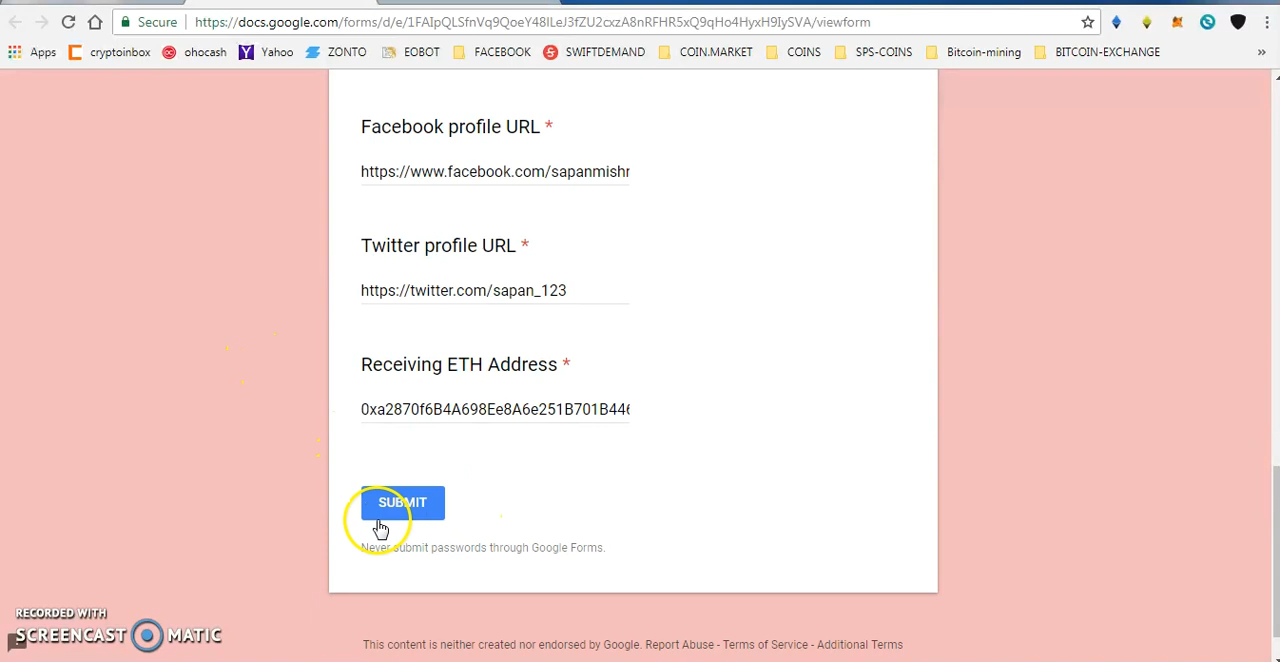 Secure https://docs.google.com/forms/d/e/1FAIpQLSfnVq9QoeY48ILeJ3fZU2cxzA8nRFHR5xQ9qHo4HyxH9IySVA/viewform
Apps cryptoinbox ohocash Yahoo ZONTO EOBOT FACEBOOK SWIFTDEMAND COIN.MARKET COINS SPS-COINS Bitcoin-mining BITCOIN-EXCHANGE »
Facebook profile URL *
https://www.facebook.com/sapanmishr
Twitter profile URL *
https://twitter.com/sapan_123
Receiving ETH Address *
0xa2870f6B4A698Ee8A6e251B701B446
SUBMIT
Never submit passwords through Google Forms.
RECORDED WITH
SCREENCAST MATIC
This content is neither created nor endorsed by Google. Report Abuse - Terms of Service - Additional Terms